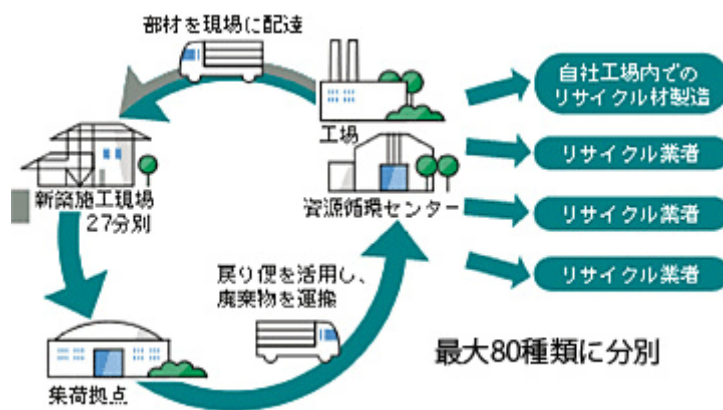 部材を現場に配達
工場
新築施工現場
27分別
資源循環センター
戻り便を活用し、
廃棄物を運搬
集荷拠点
自社工場内での
リサイクル材製造
リサイクル業者
リサイクル業者
リサイクル業者
最大80種類に分別